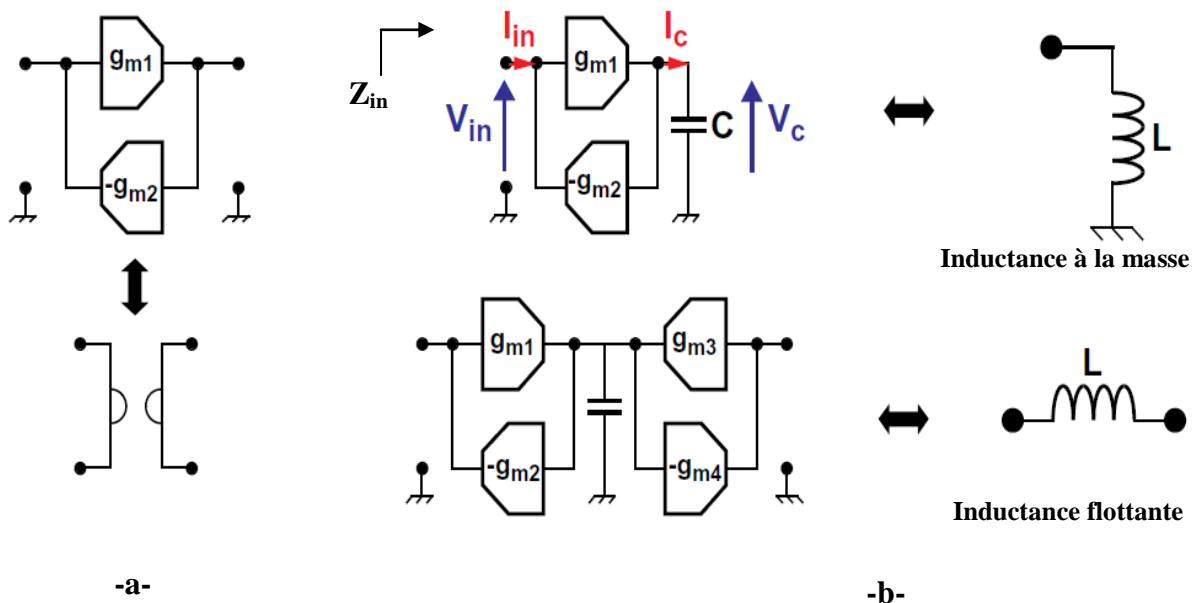 gm1
-gm2
Zin
Iin
Ic
gm1
Vin
C
Vc
-gm2
L
Inductance à la masse
gm1
gm3
-gm2
-gm4
L
Inductance flottante
-a-
-b-